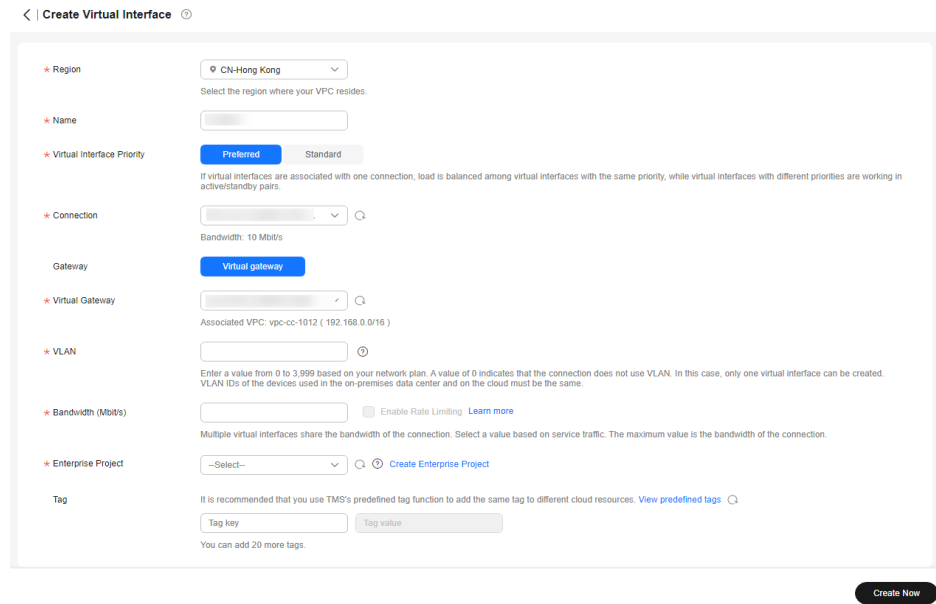 Create Virtual Interface
* Region
CN-Hong Kong
Select the region where your VPC resides.
* Name
* Virtual Interface Priority
Preferred Standard
If virtual interfaces are associated with one connection, load is balanced among virtual interfaces with the same priority, while virtual interfaces with different priorities are working in
active/standby pairs.
* Connection
Bandwidth: 10 Mbit/s
Gateway
Virtual gateway
* Virtual Gateway
Associated VPC: vpc-cc-1012 ( 192.168.0.0/16 )
* VLAN
Enter a value from 0 to 3,999 based on your network plan. A value of 0 indicates that the connection does not use VLAN. In this case, only one virtual interface can be created.
VLAN IDs of the devices used in the on-premises data center and on the cloud must be the same.
* Bandwidth (Mbit/s)
Enable Rate Limiting Learn more
Multiple virtual interfaces share the bandwidth of the connection. Select a value based on service traffic. The maximum value is the bandwidth of the connection.
* Enterprise Project
--Select-- Create Enterprise Project
Tag
It is recommended that you use TMS's predefined tag function to add the same tag to different cloud resources. View predefined tags
Tag key Tag value
You can add 20 more tags.
Create Now